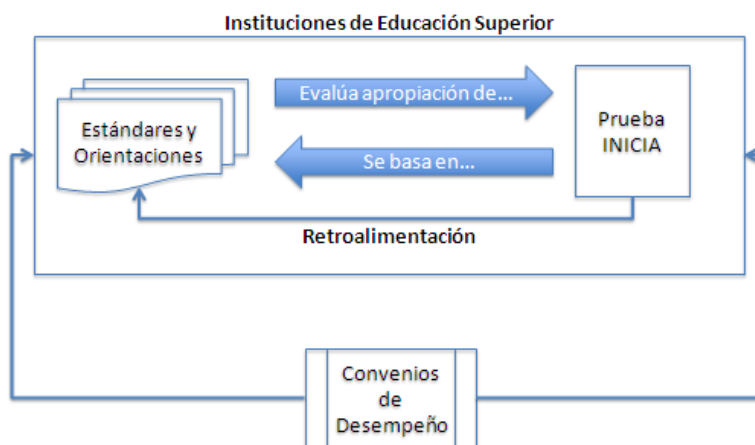 Instituciones de Educación Superior
Evalúa apropiación de...
Estándares y
Orientaciones
Prueba
INICIA
Se basa en...
Retroalimentación
Convenios
de
Desempeño